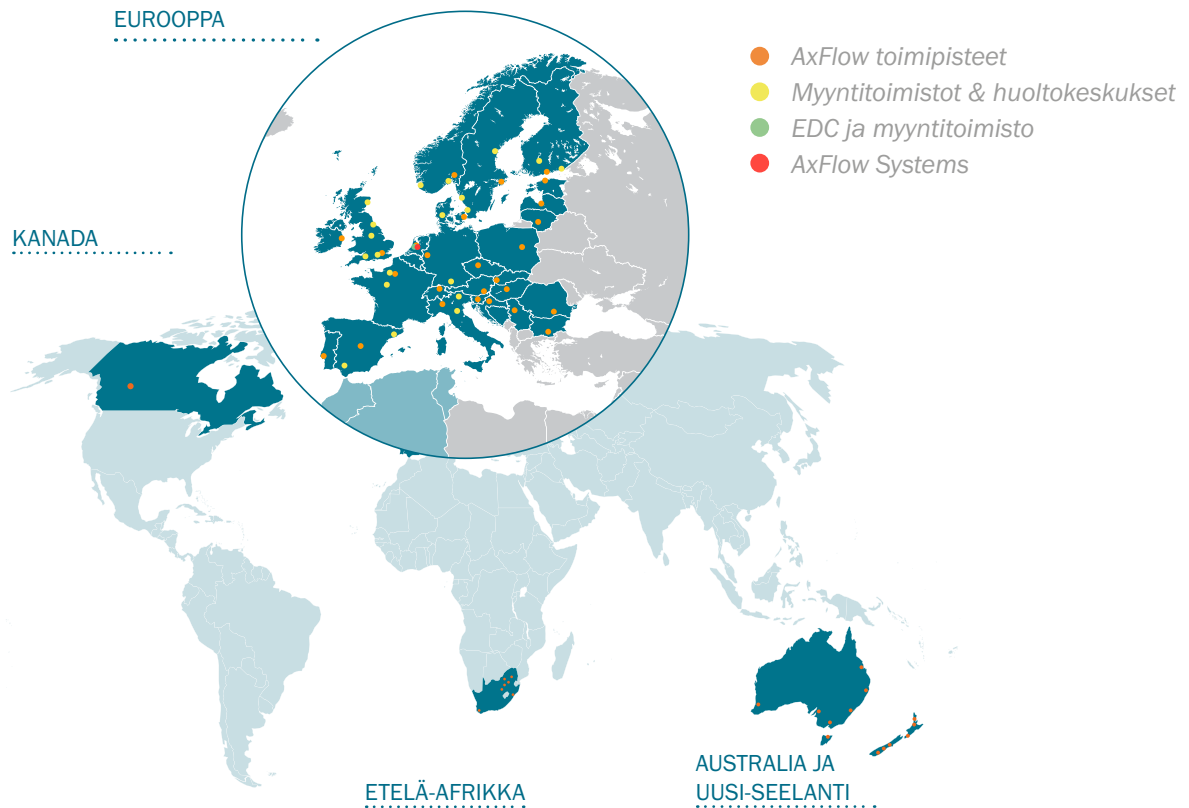 EUROOPPA
AxFlow toimipisteet
Myyntitoimistot & huoltokeskukset
EDC ja myyntitoimisto
AxFlow Systems
KANADA
ETELÄ-AFRIKKA
AUSTRALIA JA
UUSI-SEELANTI